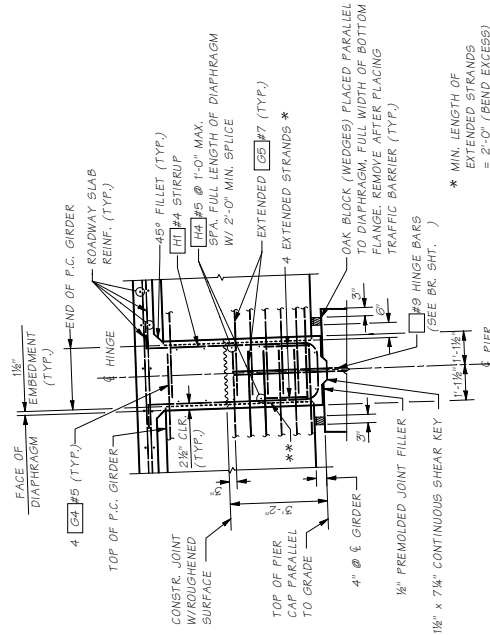 FACE OF
DIAPHRAGM
1½"
EMBEDMENT
(TYP.)
END OF P.C. GIRDER
ROADWAY SLAB
REINF. (TYP.)
4 G4 #5 (TYP.)
TOP OF P.C. GIRDER
℄ HINGE
45° FILLET (TYP.)
H1 #4 STIRRUP
H4 #5 @ 1'-0" MAX.
SPA. FULL LENGTH OF DIAPHRAGM
W/ 2'-0" MIN. SPLICE
2½" CLR.
(TYP.)
EXTENDED G5 #7 (TYP.)
4 EXTENDED STRANDS *
CONSTR. JOINT
W/ROUGHENED
SURFACE
3"
3'-2"
**
OAK BLOCK (WEDGES) PLACED PARALLEL
TO DIAPHRAGM, FULL WIDTH OF BOTTOM
FLANGE. REMOVE AFTER PLACING
TRAFFIC BARRIER (TYP.)
TOP OF PIER
CAP PARALLEL
TO GRADE
3"
6"
4" @ ℄ GIRDER
3"
#9 HINGE BARS
(SEE BR. SHT. )
½" PREMOLDED JOINT FILLER
1'-1½"
1'-1½"
1½" x 7¼" CONTINUOUS SHEAR KEY
℄ PIER
* MIN. LENGTH OF
EXTENDED STRANDS
= 2'-0" (BEND EXCESS)